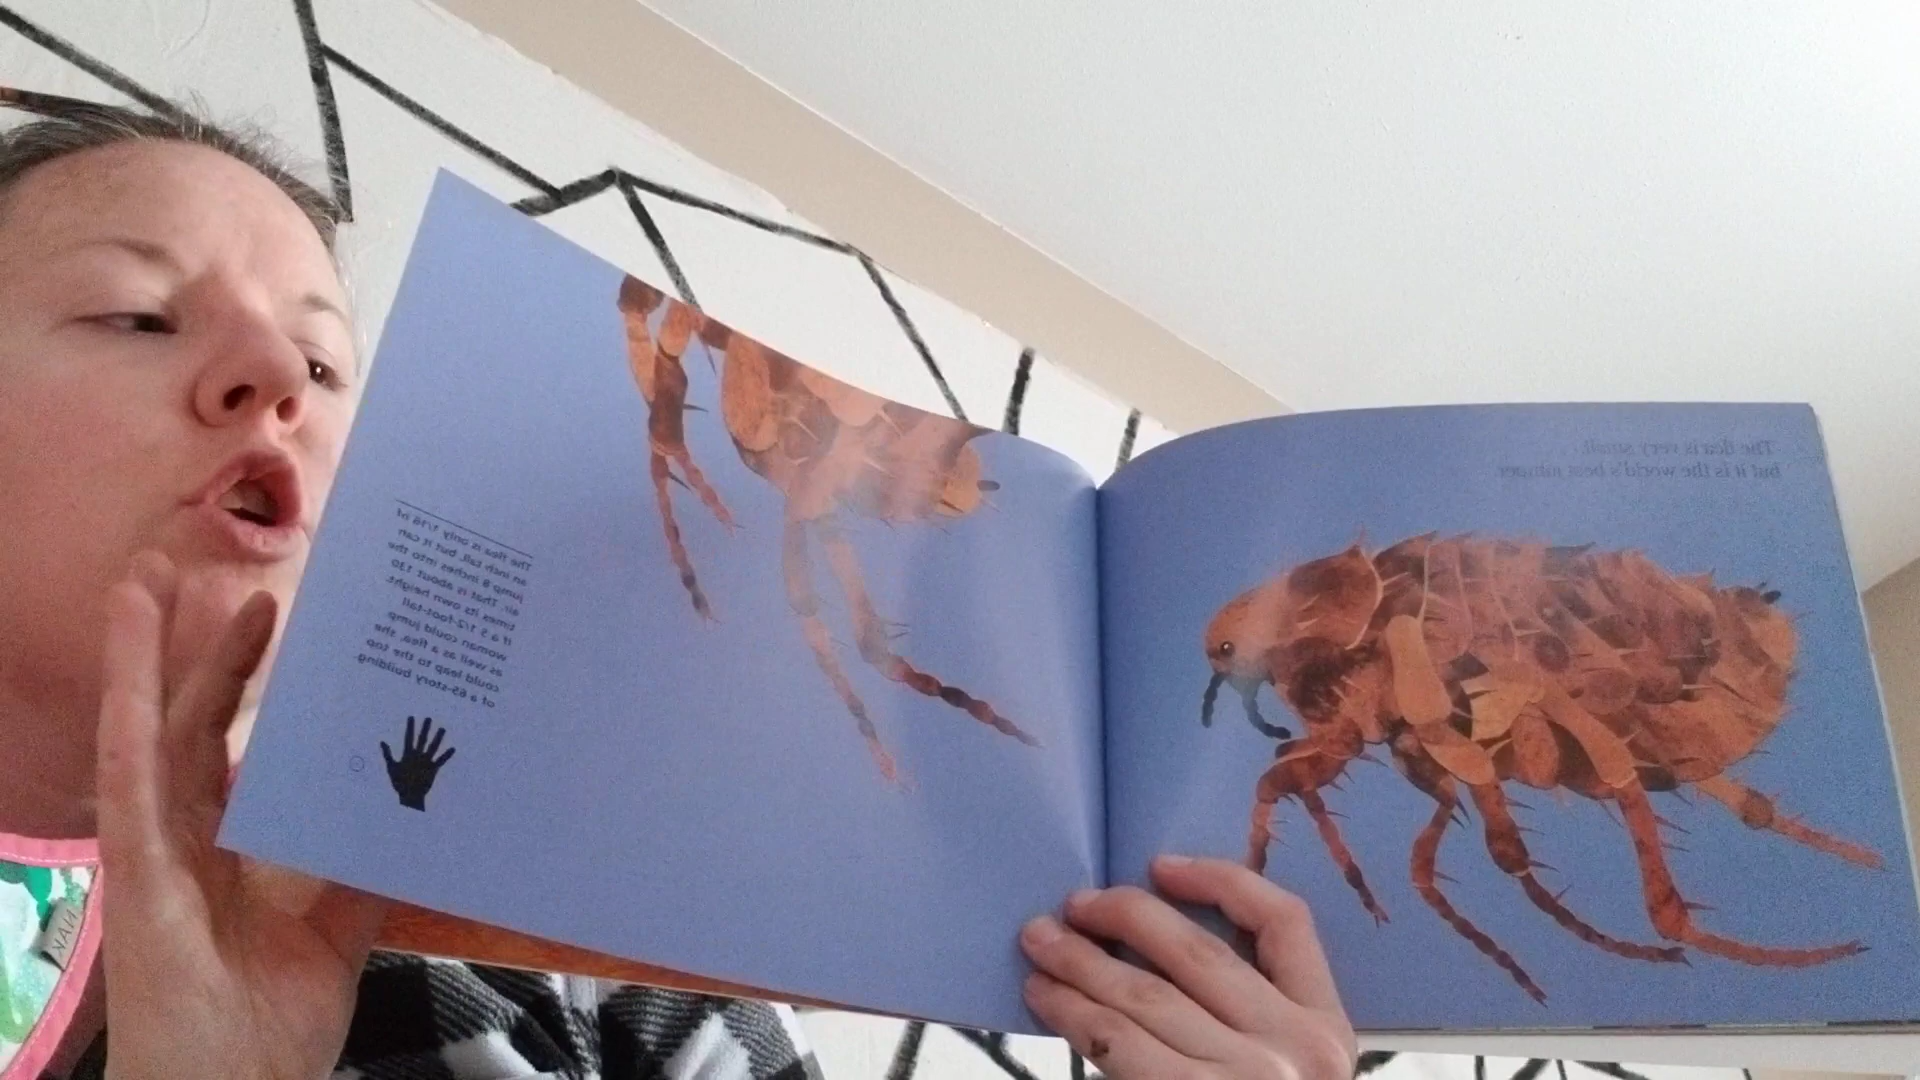 The flea is only 1/16 of
an inch tall, but it can
jump 8 inches into the
air. That is about 130
times its own height.
If a 5 1/2-foot-tall
woman could jump
as well as a flea, she
could leap to the top
of a 65-story building.
The flea is very small,
but it is the world's best jumper.
NAK